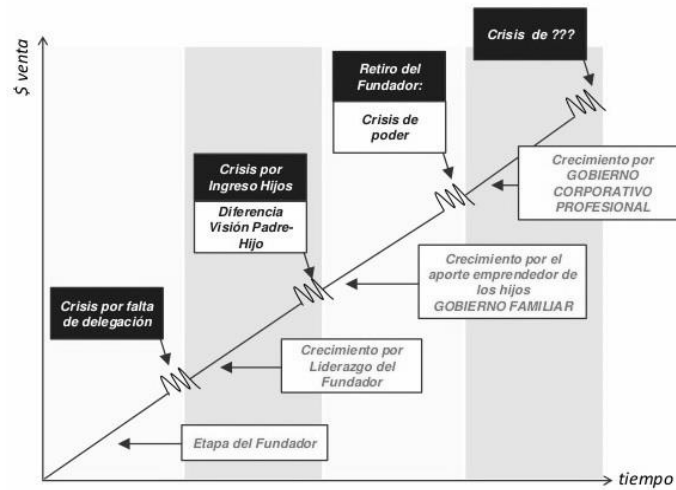 $ venta
Crisis de ???
Retiro del
Fundador:
Crisis de
poder
Crecimiento por
GOBIERNO
CORPORATIVO
PROFESIONAL
Crisis por
Ingreso Hijos
Diferencia
Visión Padre-
Hijo
Crecimiento por el
aporte emprendedor de
los hijos
GOBIERNO FAMILIAR
Crisis por falta
de delegación
Crecimiento por
Liderazgo del
Fundador
Etapa del Fundador
tiempo